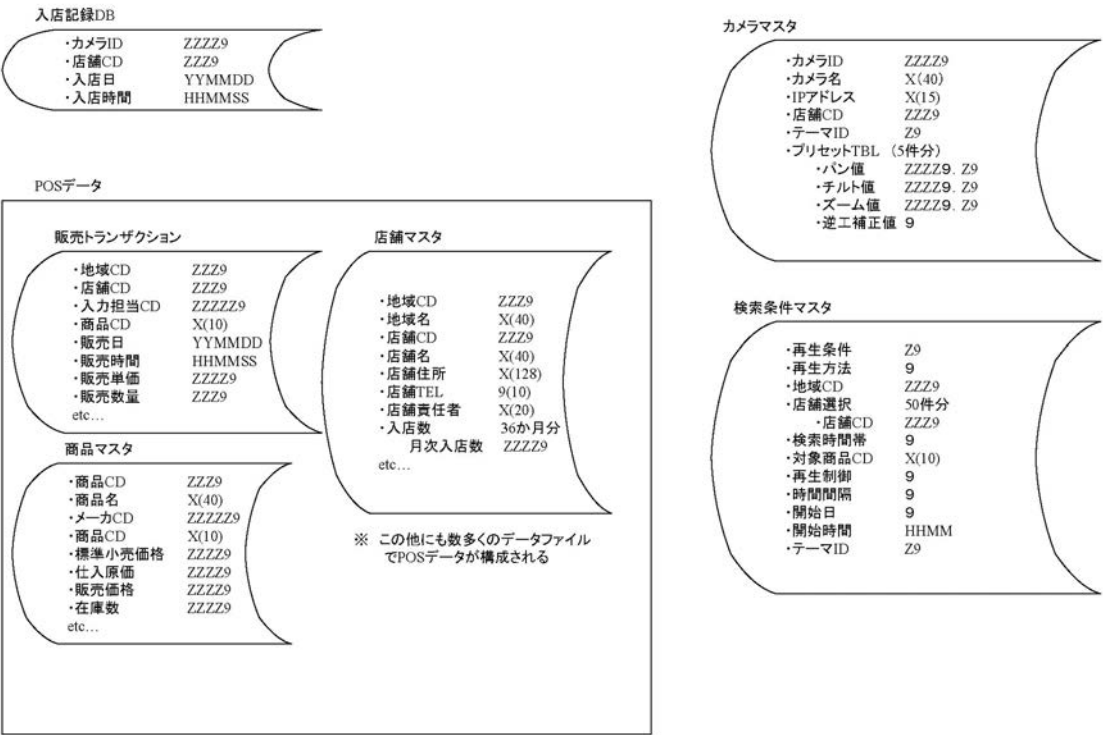 入店記録DB
・カメラID ZZZZ9
・店舗CD ZZZ9
・入店日 YYMMDD
・入店時間 HHMMSS
POSデータ
販売トランザクション
・地域CD ZZZ9
・店舗CD ZZZ9
・入力担当CD ZZZZZ9
・商品CD X(10)
・販売日 YYMMDD
・販売時間 HHMMSS
・販売単価 ZZZZ9
・販売数量 ZZZ9
etc…
商品マスタ
・商品CD ZZZ9
・商品名 X(40)
・メーカCD ZZZZZ9
・商品CD X(10)
・標準小売価格 ZZZZ9
・仕入原価 ZZZZ9
・販売価格 ZZZZ9
・在庫数 ZZZZ9
etc…
店舗マスタ
・地域CD ZZZ9
・地域名 X(40)
・店舗CD ZZZ9
・店舗名 X(40)
・店舗住所 X(128)
・店舗TEL 9(10)
・店舗責任者 X(20)
・入店数 36か月分
月次入店数 ZZZZ9
etc…
※ この他にも数多くのデータファイル
でPOSデータが構成される
カメラマスタ
・カメラID ZZZZ9
・カメラ名 X(40)
・IPアドレス X(15)
・店舗CD ZZZ9
・テーマID Z9
・プリセットTBL (5件分)
・パン値 ZZZZ9. Z9
・チルト値 ZZZZ9. Z9
・ズーム値 ZZZZ9. Z9
・逆工補正値 9
検索条件マスタ
・再生条件 Z9
・再生方法 9
・地域CD ZZZ9
・店舗選択 50件分
・店舗CD ZZZ9
・検索時間帯 9
・対象商品CD X(10)
・再生制御 9
・時間間隔 9
・開始日 9
・開始時間 HHMM
・テーマID Z9